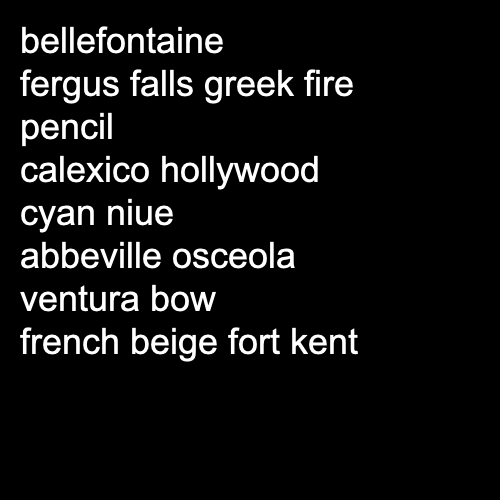 bellefontaine
fergus falls greek fire
pencil
calexico hollywood
cyan niue
abbeville osceola
ventura bow
french beige fort kent